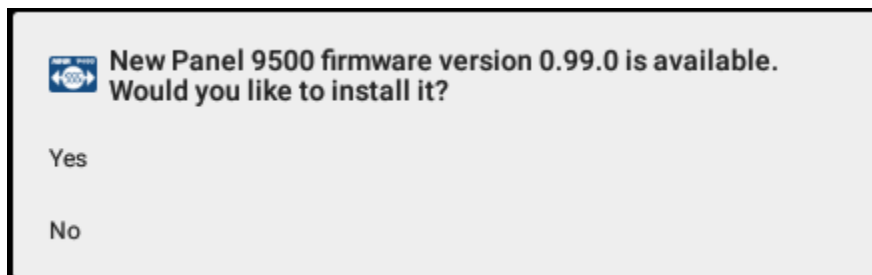 New Panel 9500 firmware version 0.99.0 is available.
Would you like to install it?
Yes
No